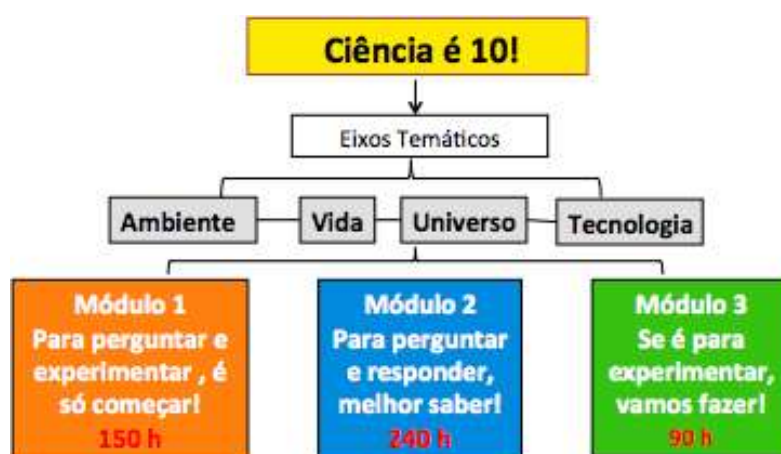 Ciência é 10!
Eixos Temáticos
Ambiente
Vida
Universo
Tecnologia
Módulo 1
Para perguntar e
experimentar , é
só começar!
150 h
Módulo 2
Para perguntar
e responder,
melhor saber!
240 h
Módulo 3
Se é para
experimentar,
vamos fazer!
90 h